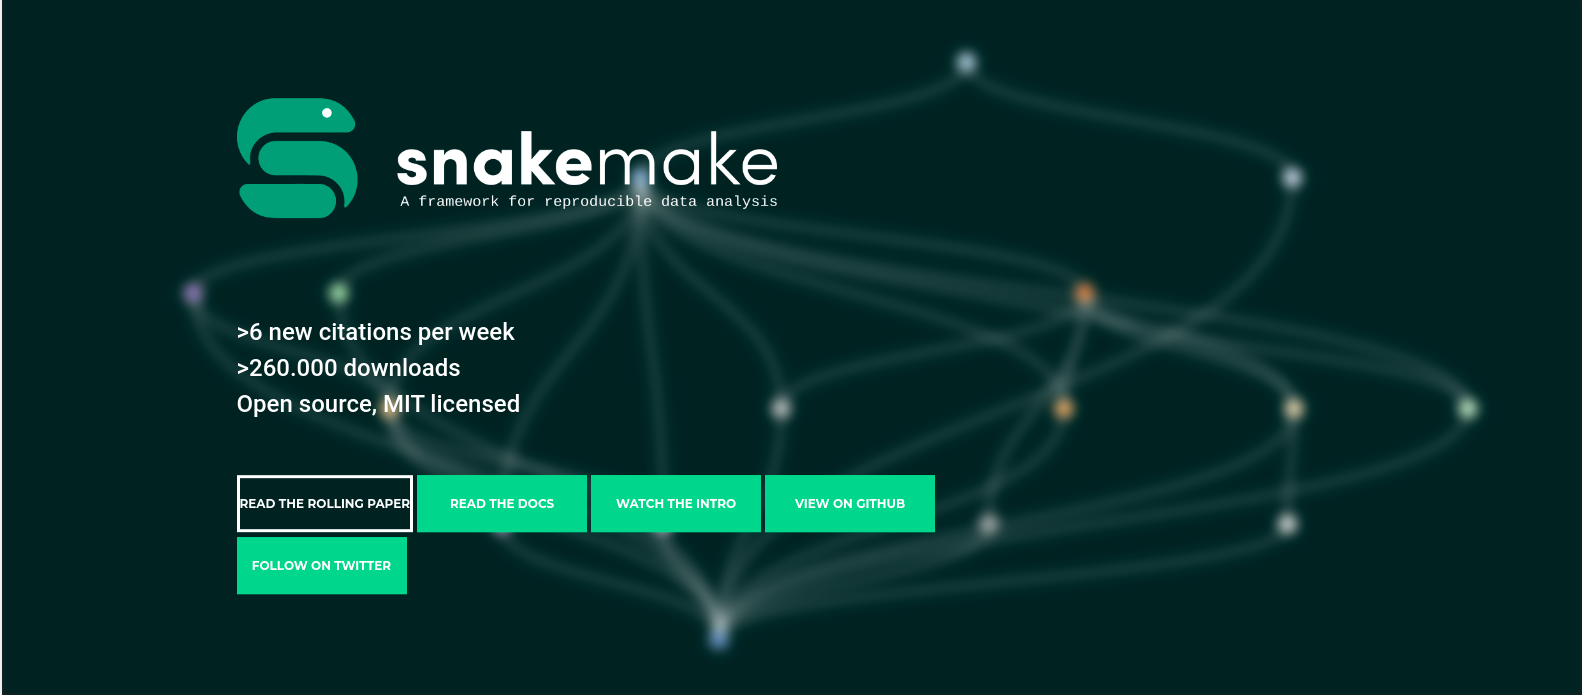 snakemake
A framework for reproducible data analysis
>6 new citations per week
>260.000 downloads
Open source, MIT licensed
READ THE ROLLING PAPER
READ THE DOCS
WATCH THE INTRO
VIEW ON GITHUB
FOLLOW ON TWITTER